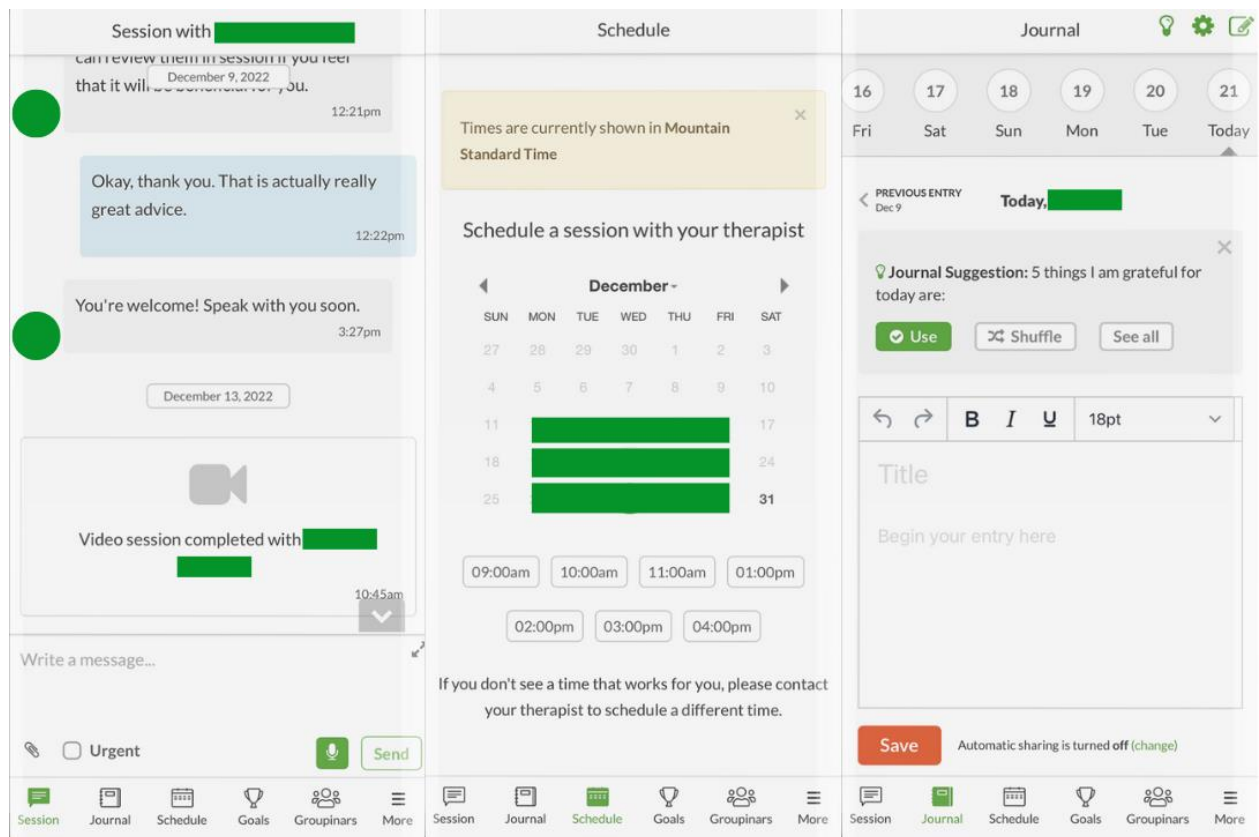 Session with
can review them in session if you feel
December 9, 2022
that it will be beneficial for you.
12:21pm
Okay, thank you. That is actually really
great advice.
12:22pm
You're welcome! Speak with you soon.
3:27pm
December 13, 2022
Video session completed with
10:45am
Write a message...
Urgent
Send
Session Journal Schedule Goals Groupinars More
Schedule
Times are currently shown in Mountain
Standard Time
Schedule a session with your therapist
December
SUN MON TUE WED THU FRI SAT
27 28 29 30 1 2 3
4 5 6 7 8 9 10
11 17
18 24
25 31
09:00am 10:00am 11:00am 01:00pm
02:00pm 03:00pm 04:00pm
If you don't see a time that works for you, please contact
your therapist to schedule a different time.
Session Journal Schedule Goals Groupinars More
Journal
16 17 18 19 20 21
Fri Sat Sun Mon Tue Today
PREVIOUS ENTRY
Dec 9
Today,
Journal Suggestion: 5 things I am grateful for
today are:
Use Shuffle See all
B I U 18pt
Title
Begin your entry here
Save Automatic sharing is turned off (change)
Session Journal Schedule Goals Groupinars More